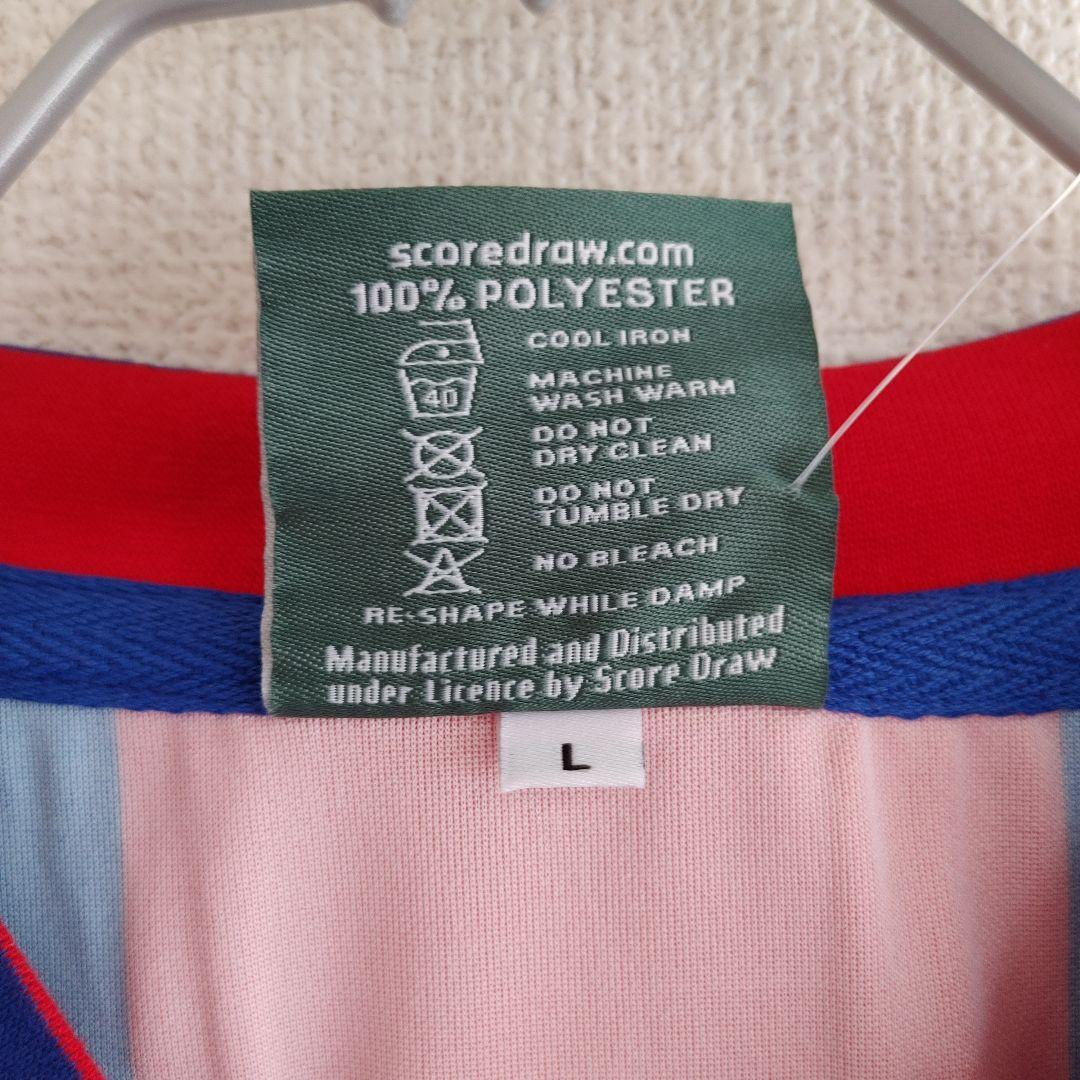 scoredraw.com
100% POLYESTER
COOL IRON
40
MACHINE
WASH WARM
DO NOT
DRY CLEAN
DO NOT
TUMBLE DRY
NO BLEACH
RE-SHAPE WHILE DAMP
Manufactured and Distributed
under Licence by Score Draw
L